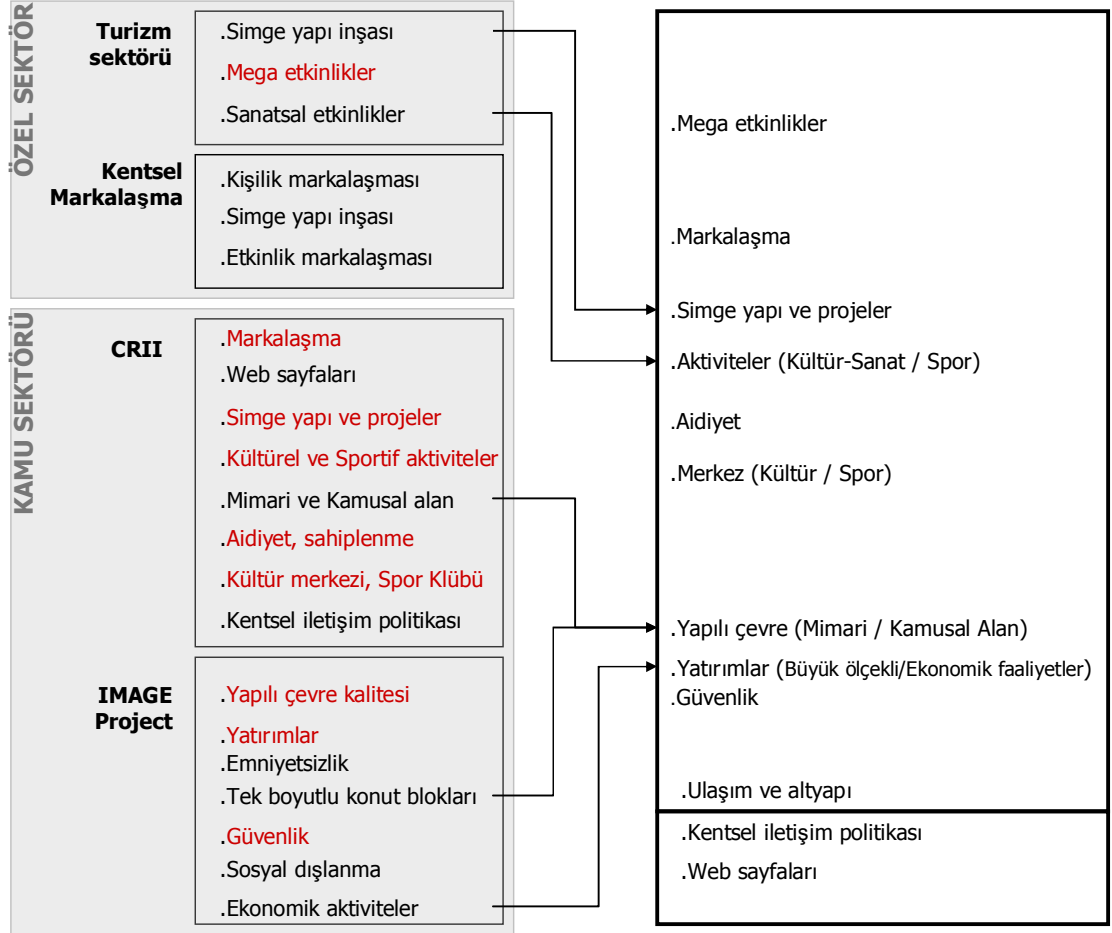 ÖZEL SEKTÖR
Turizm
sektörü
.Simge yapı inşası
.Mega etkinlikler
.Sanatsal etkinlikler
Kentsel
Markalaşma
.Kişilik markalaşması
.Simge yapı inşası
.Etkinlik markalaşması
KAMU SEKTÖRÜ
CRII
.Markalaşma
.Web sayfaları
.Simge yapı ve projeler
.Kültürel ve Sportif aktiviteler
.Mimari ve Kamusal alan
.Aidiyet, sahiplenme
.Kültür merkezi, Spor Klübü
.Kentsel iletişim politikası
IMAGE
Project
.Yapılı çevre kalitesi
.Yatırımlar
.Emniyetsizlik
.Tek boyutlu konut blokları
.Güvenlik
.Sosyal dışlanma
.Ekonomik aktiviteler
.Mega etkinlikler
.Markalaşma
.Simge yapı ve projeler
.Aktiviteler (Kültür-Sanat / Spor)
.Aidiyet
.Merkez (Kültür / Spor)
.Yapılı çevre (Mimari / Kamusal Alan)
.Yatırımlar (Büyük ölçekli/Ekonomik faaliyetler)
.Güvenlik
.Ulaşım ve altyapı
.Kentsel iletişim politikası
.Web sayfaları